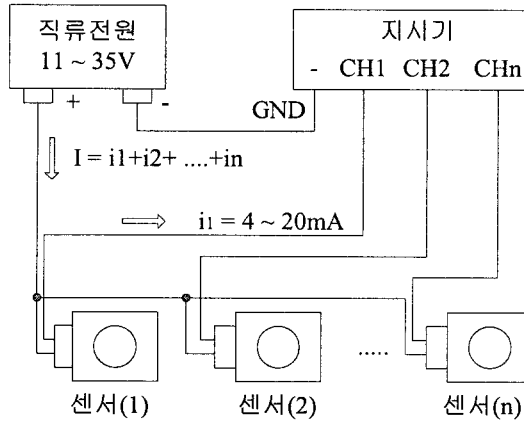 직류전원
11 ~ 35V
+
-
지시기
- CH1 CH2 CHn
GND
I = i1+i2+ ....+in
i1 = 4 ~ 20mA
.....
센서(1)
센서(2)
센서(n)